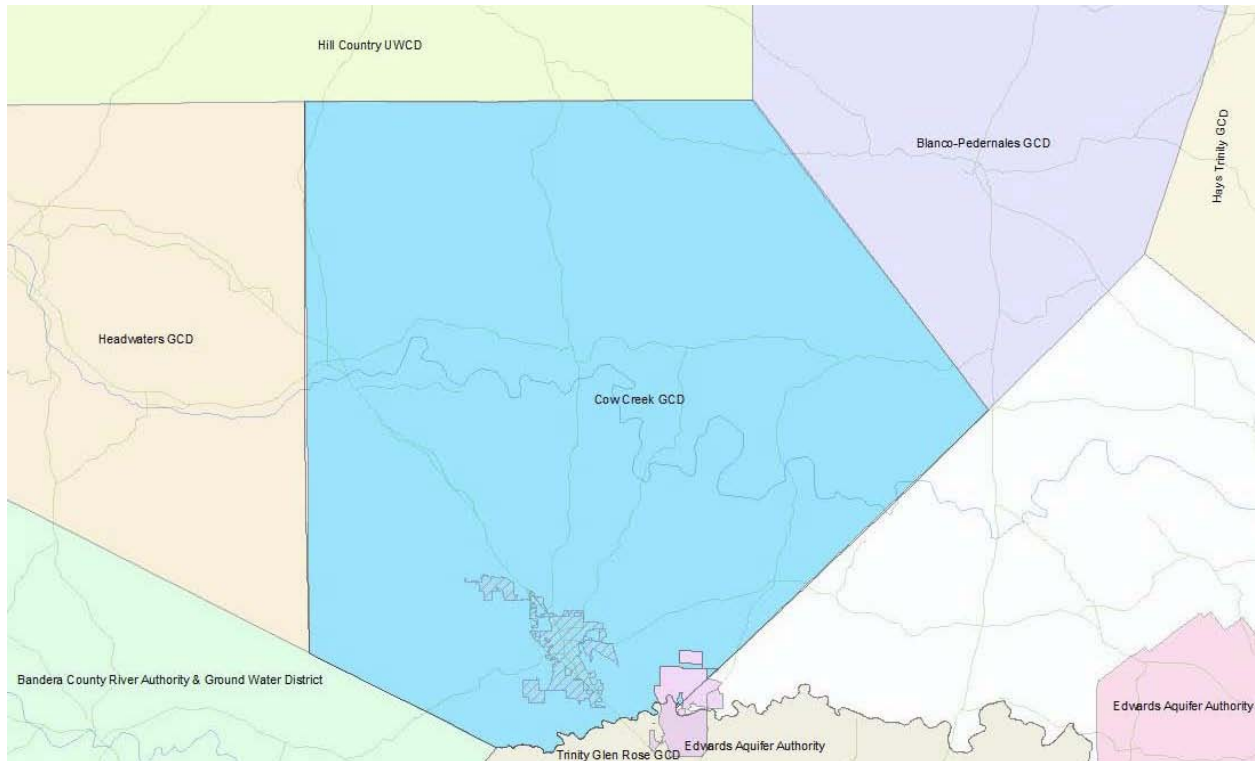 Hill Country UWCD
Blanco-Pedernales GCD
Hays Trinity GCD
Headwaters GCD
Cow Creek GCD
Bandera County River Authority & Ground Water District
Edwards Aquifer Authority
Edwards Aquifer Authority
Trinity Glen Rose GCD